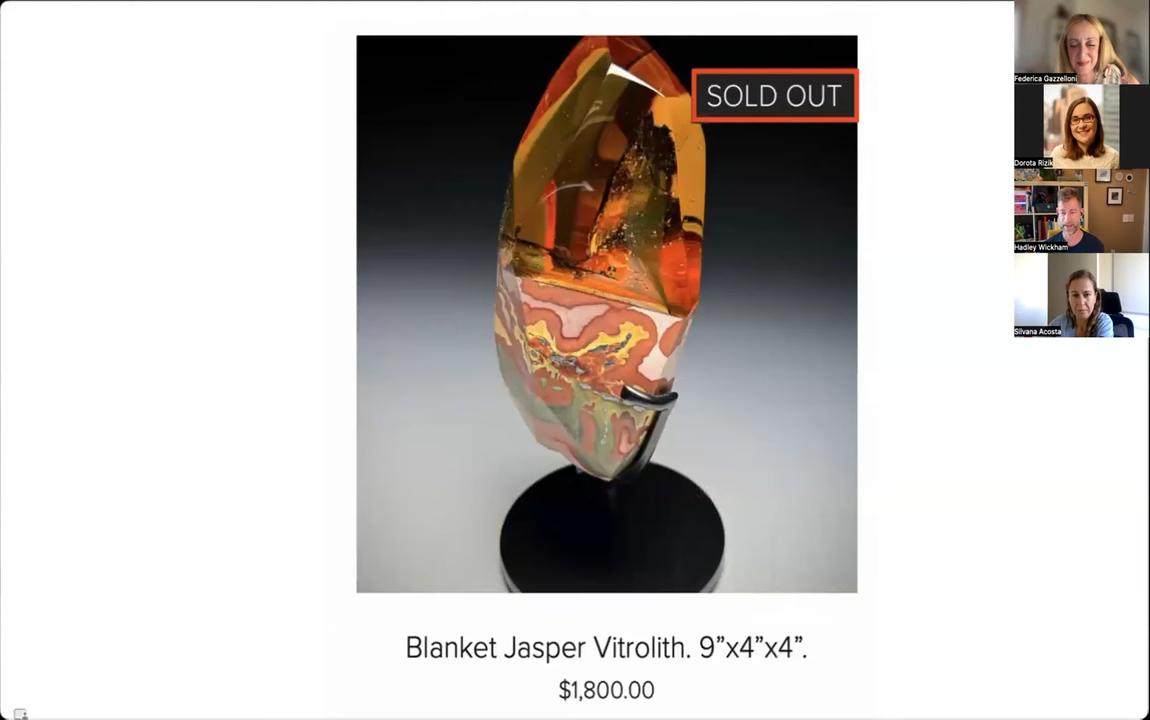 SOLD OUT
Federica Gazzelloni
Dorota Rizik
Hadley Wickham
Silvana Acosta
Blanket Jasper Vitrolith. 9”x4”x4”.
$1,800.00